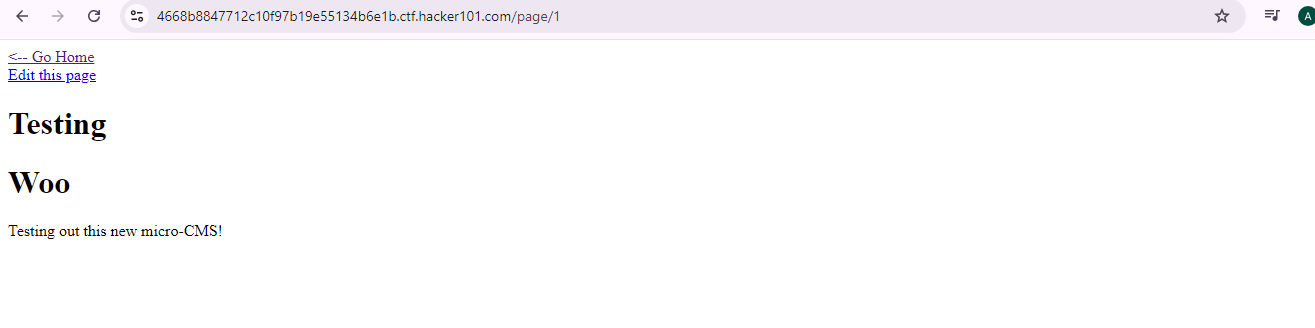 4668b8847712c10f97b19e55134b6e1b.ctf.hacker101.com/page/1
A
<-- Go Home
Edit this page
Testing
Woo
Testing out this new micro-CMS!